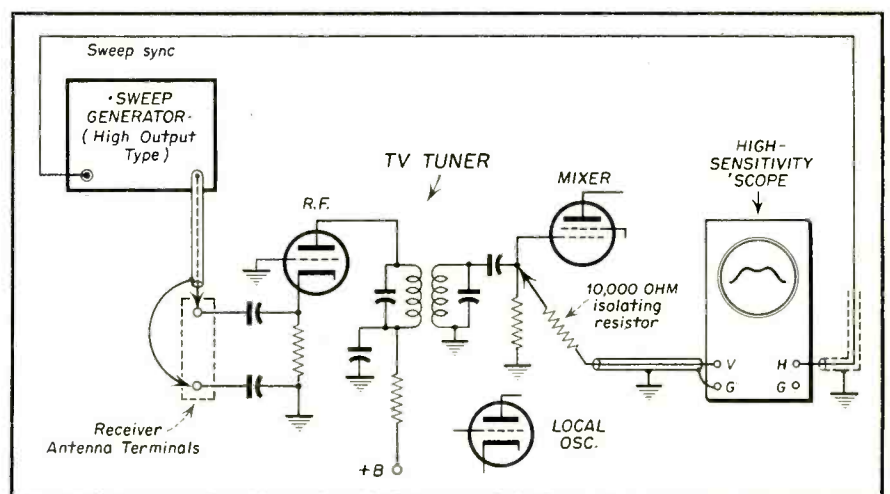 Sweep sync
•SWEEP
GENERATOR-
(High Output
Type)
TV TUNER
HIGH-
SENSITIVITY
'SCOPE
MIXER
R.F.
10,000 OHM
isolating
resistor
V
H
G
G
Receiver
Antenna Terminals
LOCAL
OSC.
+B